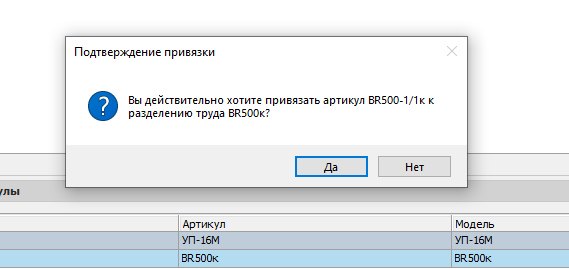 Подтверждение привязки
Вы действительно хотите привязать артикул BR500-1/1к к
разделению труда BR500к?
Да
Нет
Артикул
Модель
УП-16М
УП-16М
BR500к
BR500к